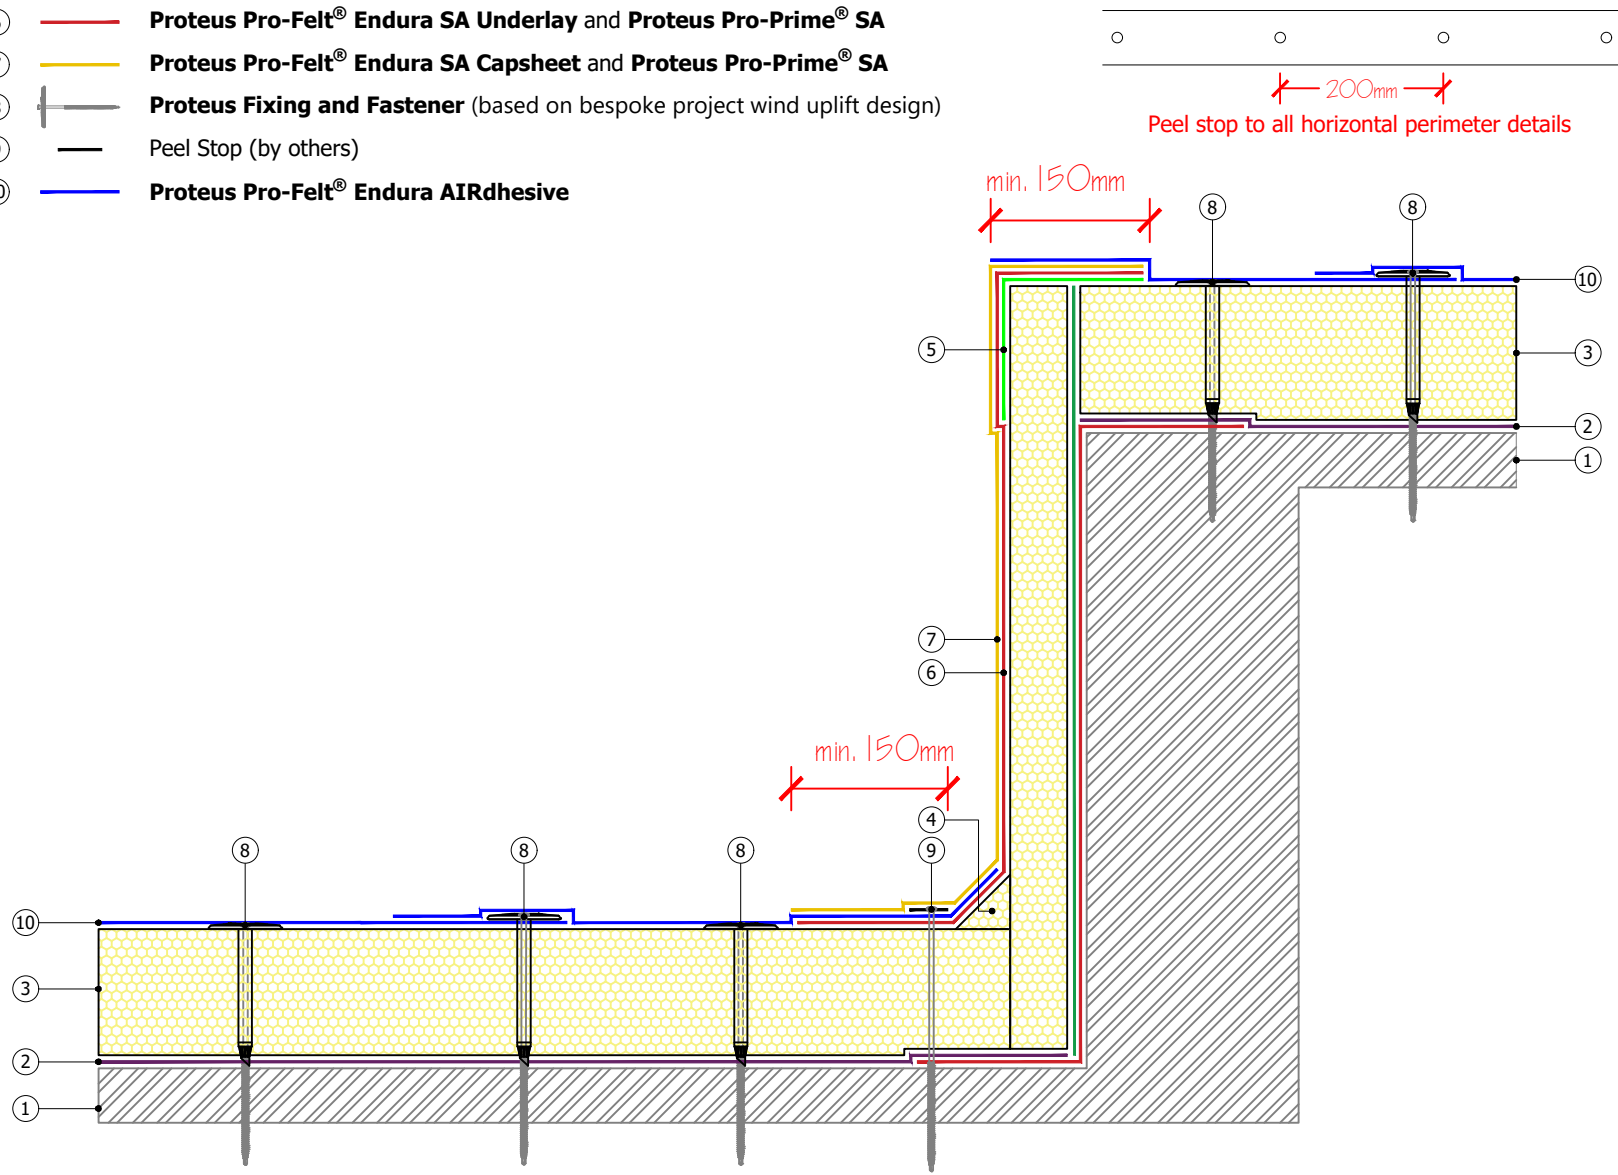 Proteus Pro-Felt® Endura SA Underlay and Proteus Pro-Prime® SA
Proteus Pro-Felt® Endura SA Capsheet and Proteus Pro-Prime® SA
Proteus Fixing and Fastener (based on bespoke project wind uplift design)
Peel Stop (by others)
Proteus Pro-Felt® Endura AIRdhesive
200mm
Peel stop to all horizontal perimeter details
min. 150mm
8
8
10
5
3
2
1
7
6
min. 150mm
4
8
8
8
9
10
3
2
1